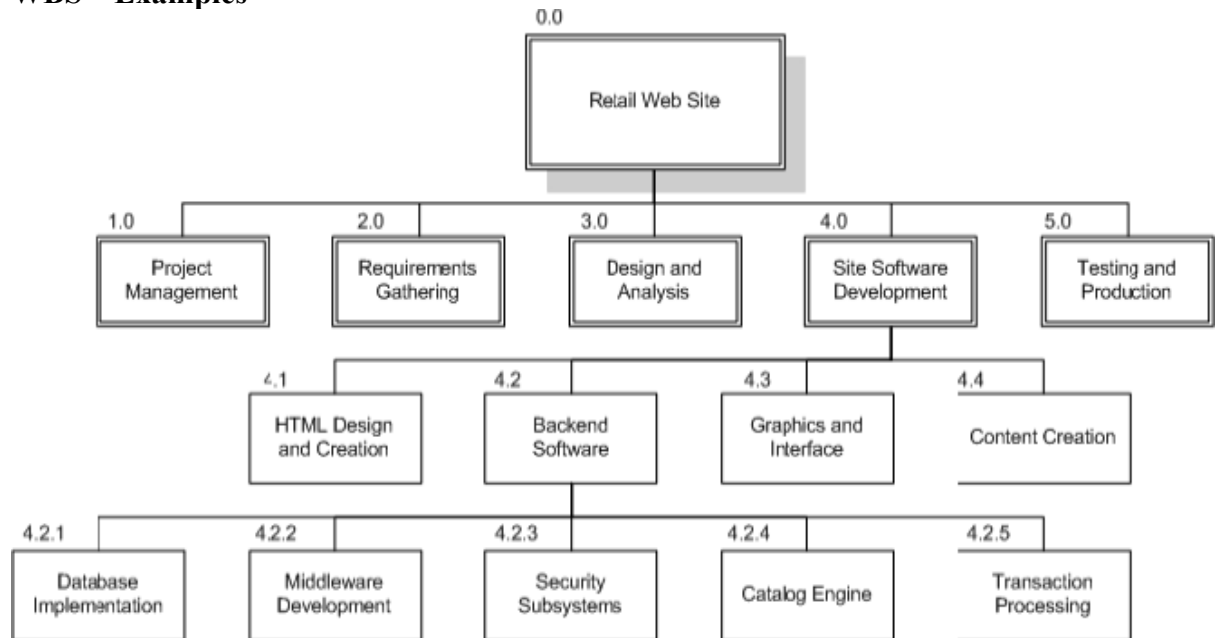 WBS – Examples
0.0
Retail Web Site
1.0
Project
Management
2.0
Requirements
Gathering
3.0
Design and
Analysis
4.0
Site Software
Development
5.0
Testing and
Production
4.1
HTML Design
and Creation
4.2
Backend
Software
4.3
Graphics and
Interface
4.4
Content Creation
4.2.1
Database
Implementation
4.2.2
Middleware
Development
4.2.3
Security
Subsystems
4.2.4
Catalog Engine
4.2.5
Transaction
Processing